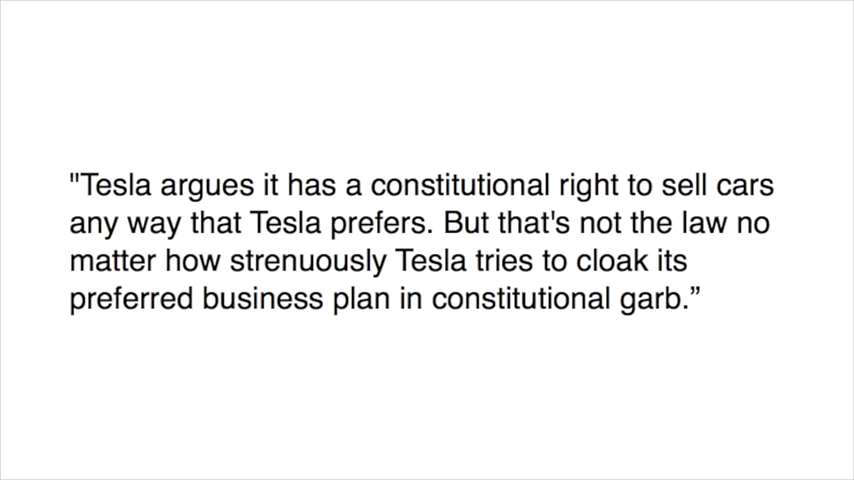 "Tesla argues it has a constitutional right to sell cars
any way that Tesla prefers. But that's not the law no
matter how strenuously Tesla tries to cloak its
preferred business plan in constitutional garb.”